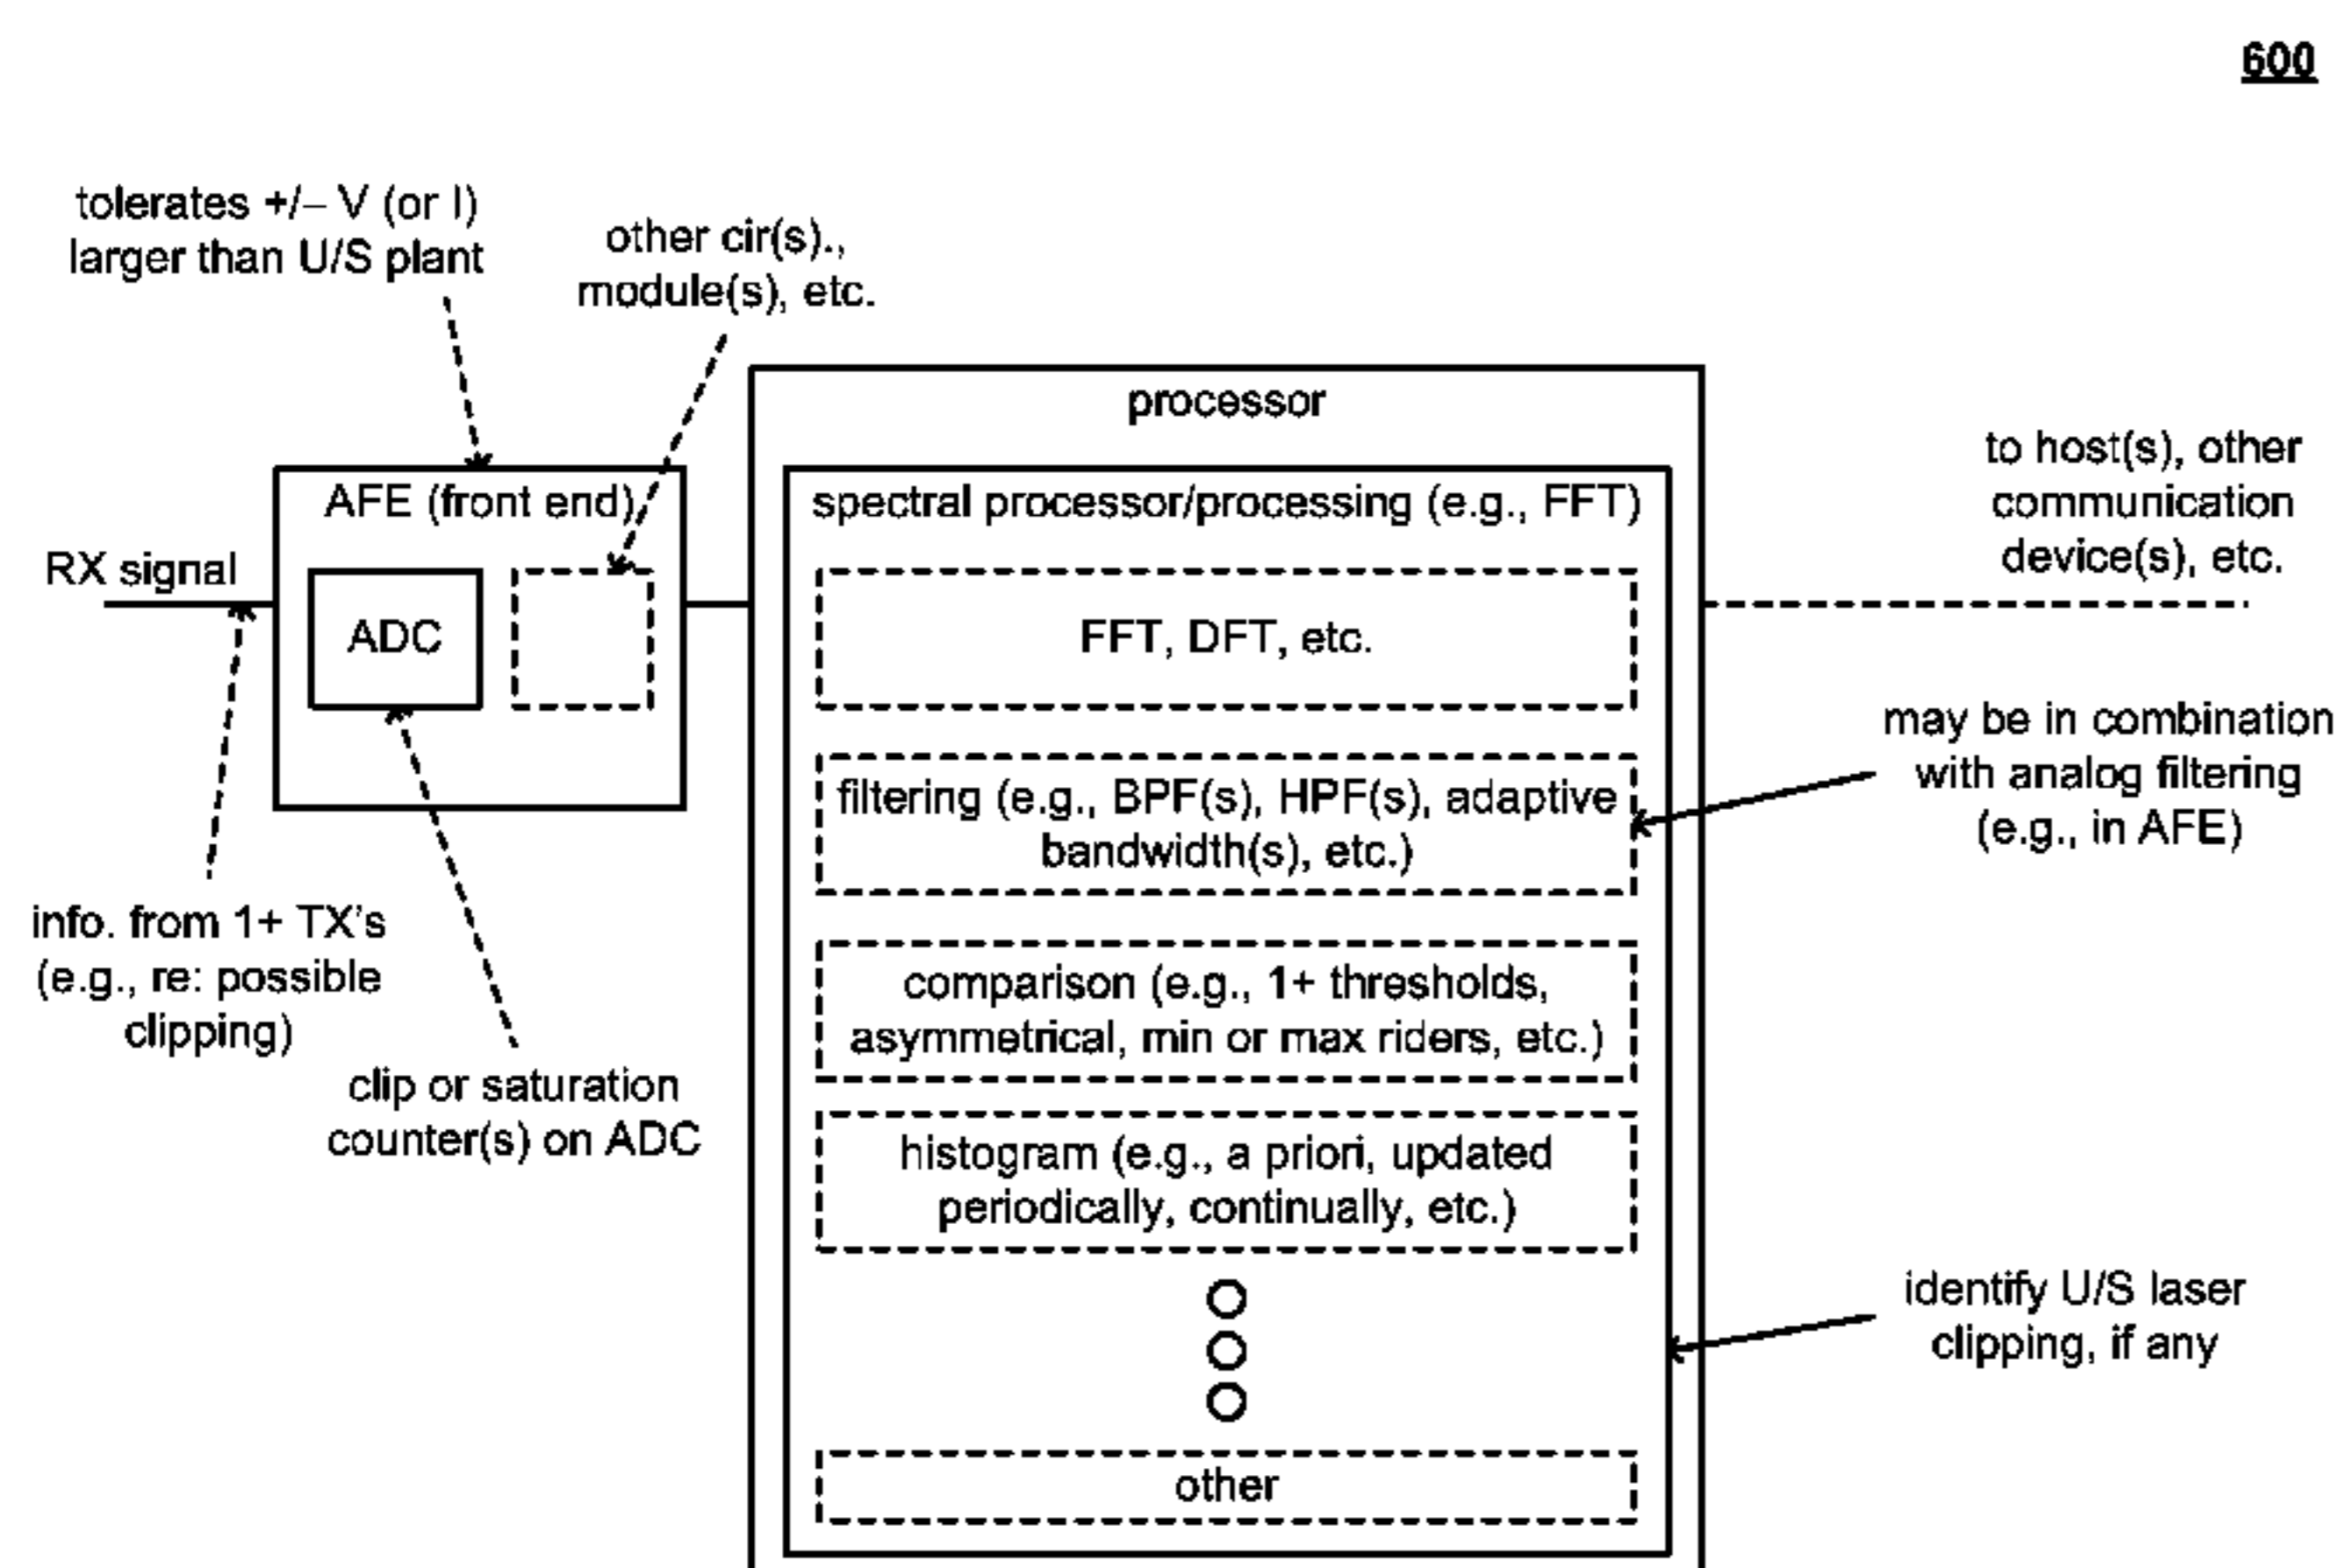 600
tolerates +/– V (or I)
larger than U/S plant
other cir(s).,
module(s), etc.
processor
AFE (front end)
spectral processor/processing (e.g., FFT)
to host(s), other
communication
device(s), etc.
RX signal
ADC
FFT, DFT, etc.
filtering (e.g., BPF(s), HPF(s), adaptive
bandwidth(s), etc.)
may be in combination
with analog filtering
(e.g., in AFE)
info. from 1+ TX's
(e.g., re: possible
clipping)
clip or saturation
counter(s) on ADC
comparison (e.g., 1+ thresholds,
asymmetrical, min or max riders, etc.)
histogram (e.g., a priori, updated
periodically, continually, etc.)
identify U/S laser
clipping, if any
other